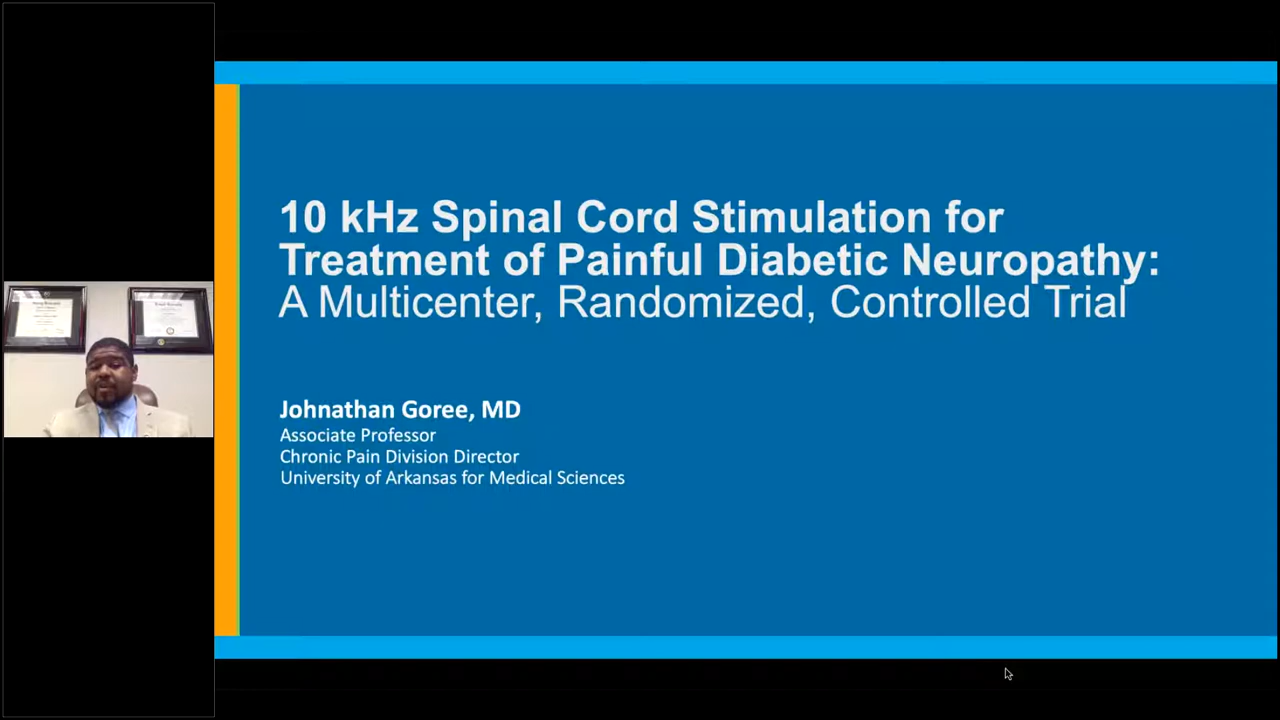 10 kHz Spinal Cord Stimulation for
Treatment of Painful Diabetic Neuropathy:
A Multicenter, Randomized, Controlled Trial
Johnathan Goree, MD
Associate Professor
Chronic Pain Division Director
University of Arkansas for Medical Sciences